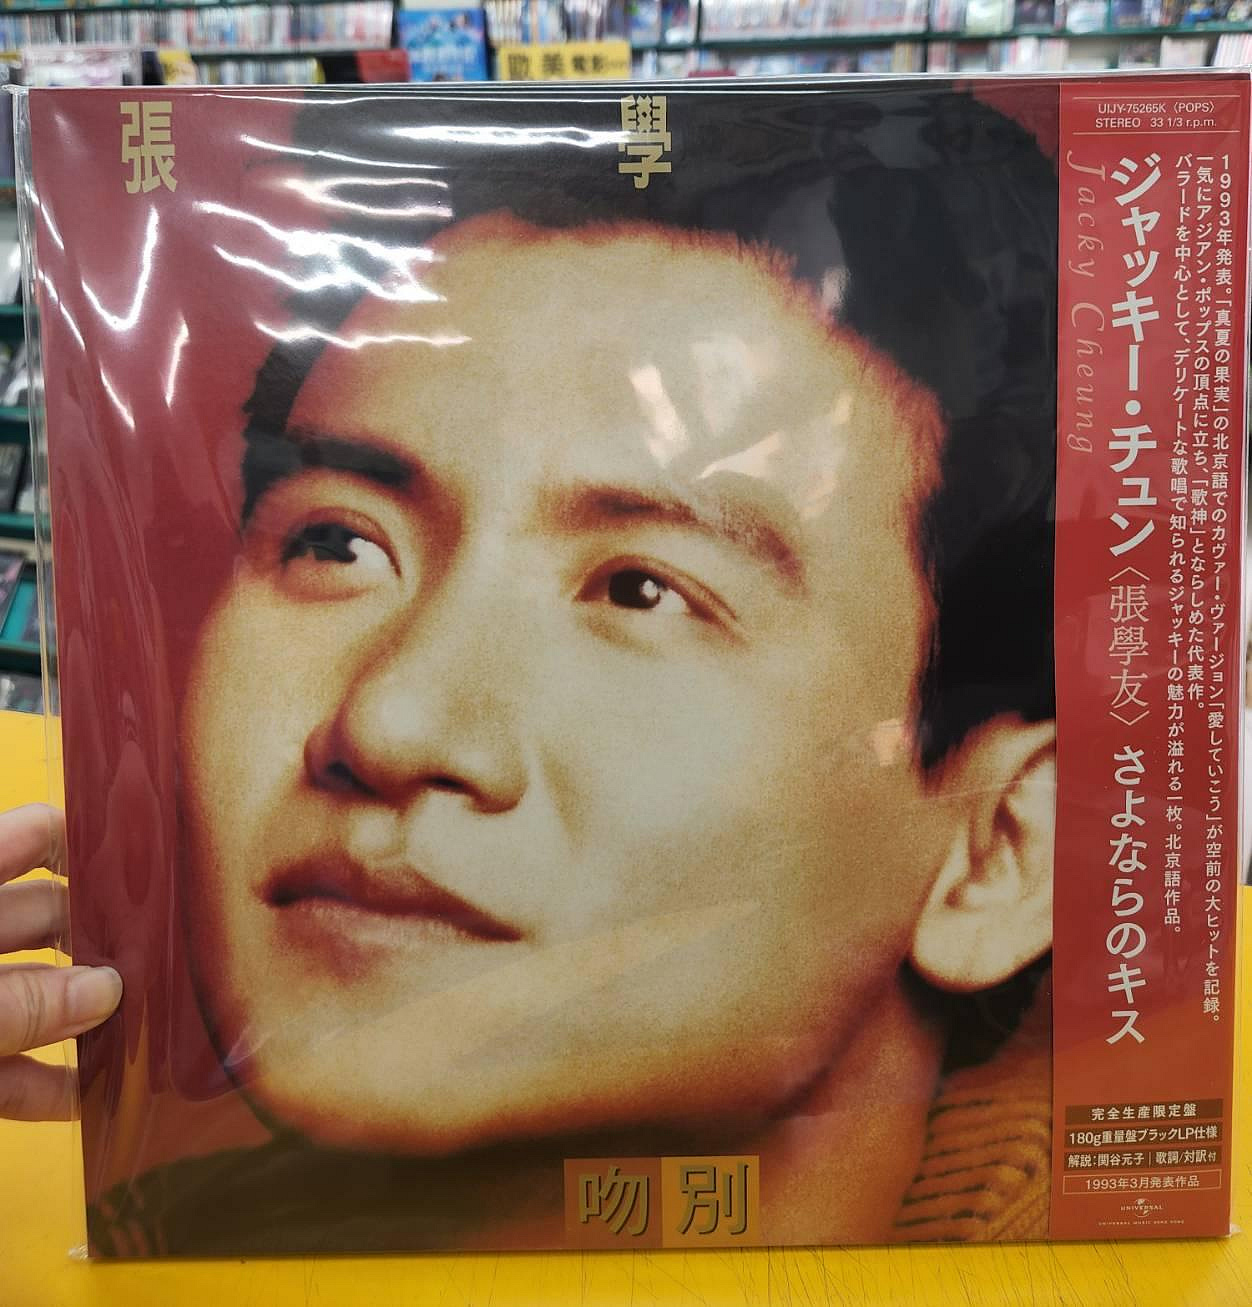 歐美電影
張
學
吻別
UIJY-75265K〈POPS〉
STEREO 33 1/3 r.p.m.
1993年発表。「真夏の果実」の北京語でのカヴァー・ヴァージョン「愛していこう」が空前の大ヒットを記録。
一気にアジアン・ポップスの頂点に立ち、「歌神」とならしめた代表作。
バラードを中心として、デリケートな歌唱で知られるジャッキーの魅力が溢れる一枚。北京語作品。
ジャッキー・チュン〈張學友〉 さよならのキス
Jacky Cheung
完全生産限定盤
180g重量盤ブラックLP仕様
解説:関谷元子|歌詞/対訳付
1993年3月発表作品
UNIVERSAL
UNIVERSAL MUSIC HONG KONG